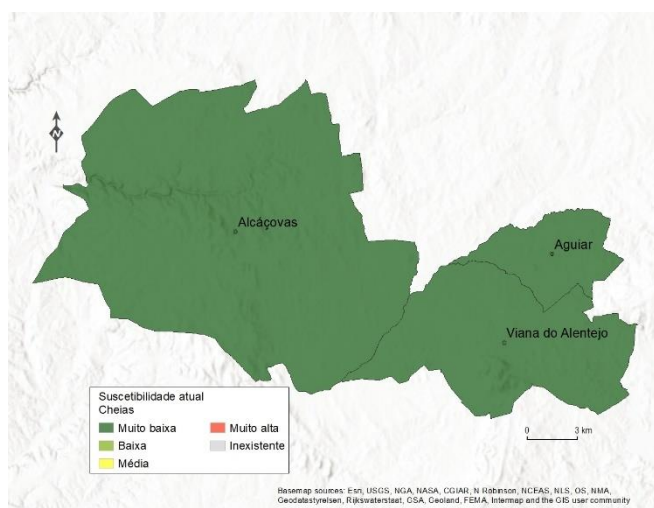 N
Alcáçovas
Aguiar
Viana do Alentejo
Suscetibilidade atual
Cheias
Muito baixa
Muito alta
Baixa
Inexistente
Média
0 3 km
Basemap sources: Esri, USGS, NGA, NASA, CGIAR, N Robinson, NCEAS, NLS, OS, NMA,
Geodatastyrelsen, Rijkswaterstaat, GSA, Geoland, FEMA, Intermap and the GIS user community